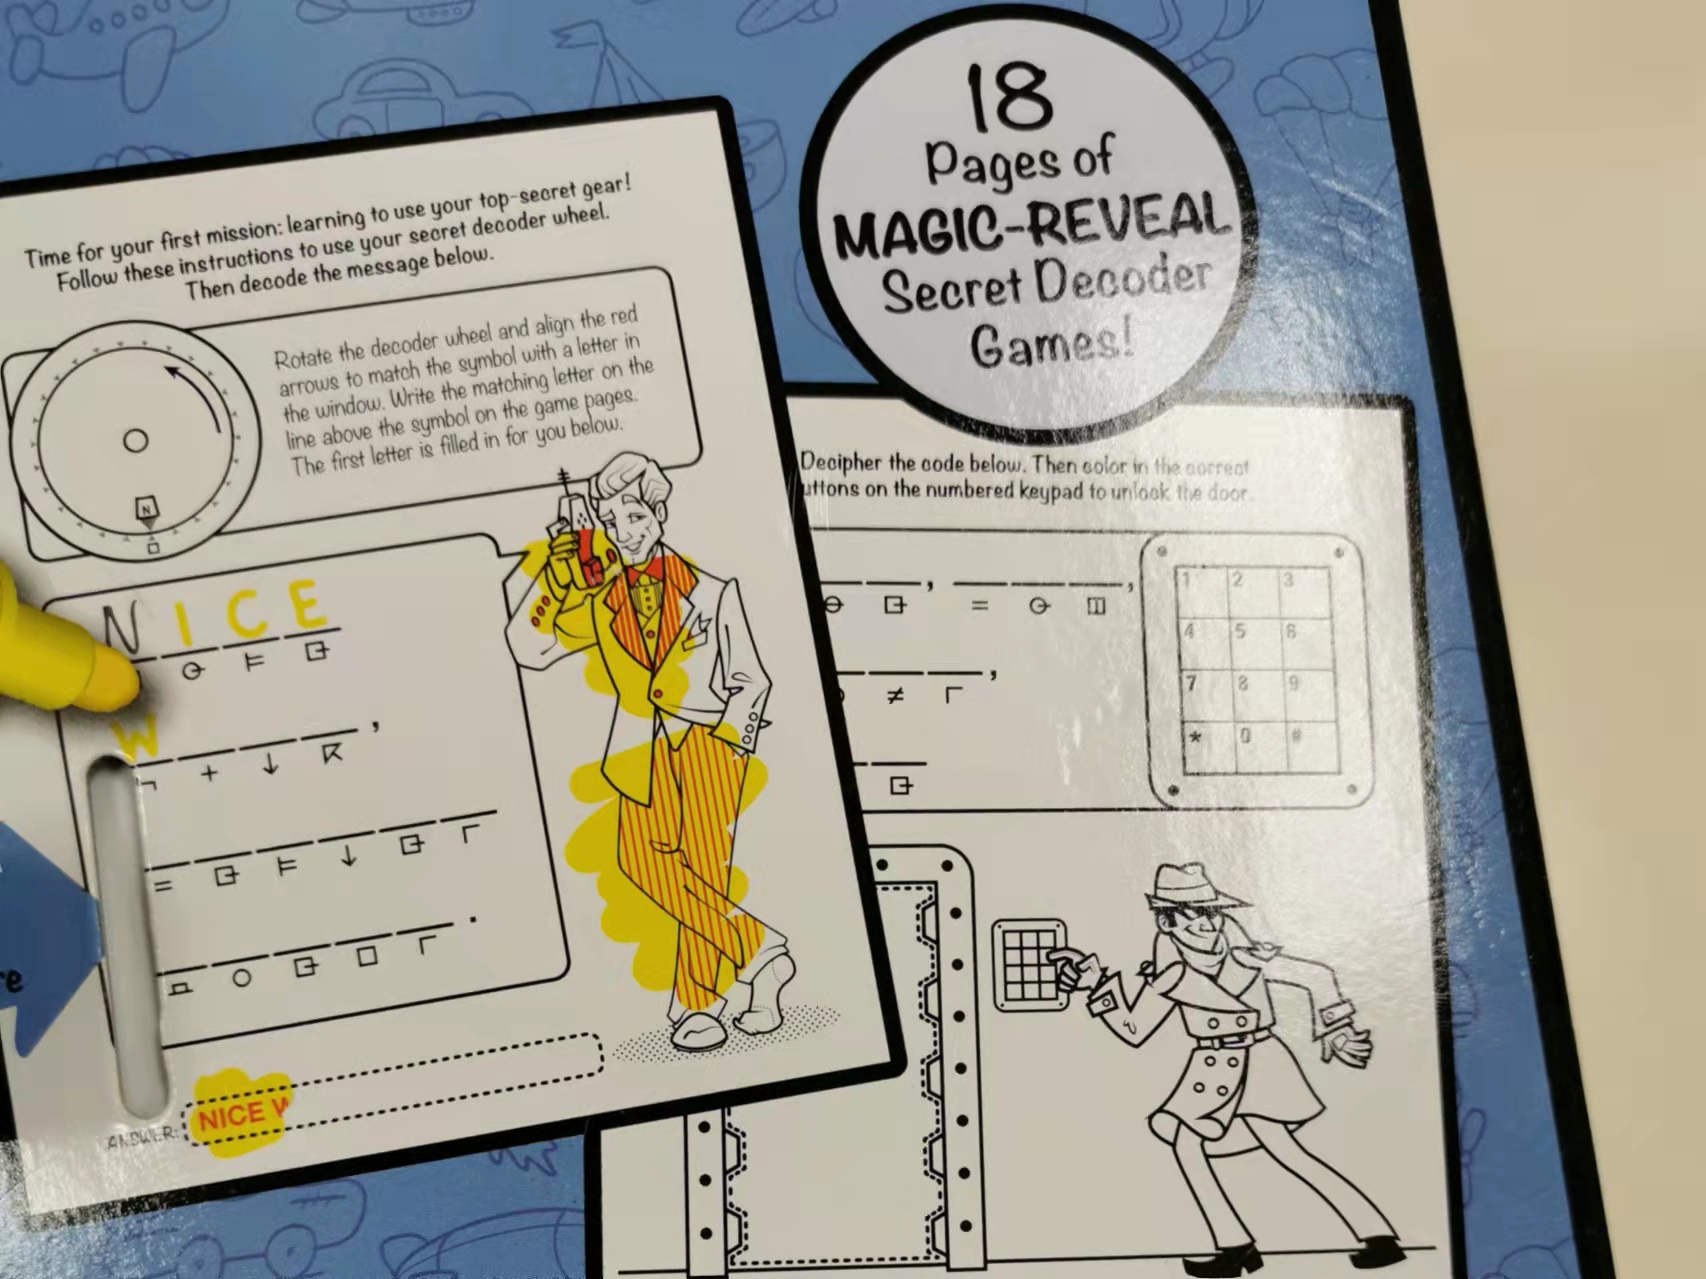 18
Pages of
MAGIC-REVEAL
Secret Decoder
Games!
Time for your first mission: learning to use your top-secret gear!
Follow these instructions to use your secret decoder wheel.
Then decode the message below.
Rotate the decoder wheel and align the red
arrows to match the symbol with a letter in
the window. Write the matching letter on the
line above the symbol on the game pages.
The first letter is filled in for you below.
N
NICE
W
ANSWER: NICE W
Decipher the code below. Then color in the correct
uttons on the numbered keypad to unlock the door.
1 2 3
4 5 6
7 8 9
* 0 #
re